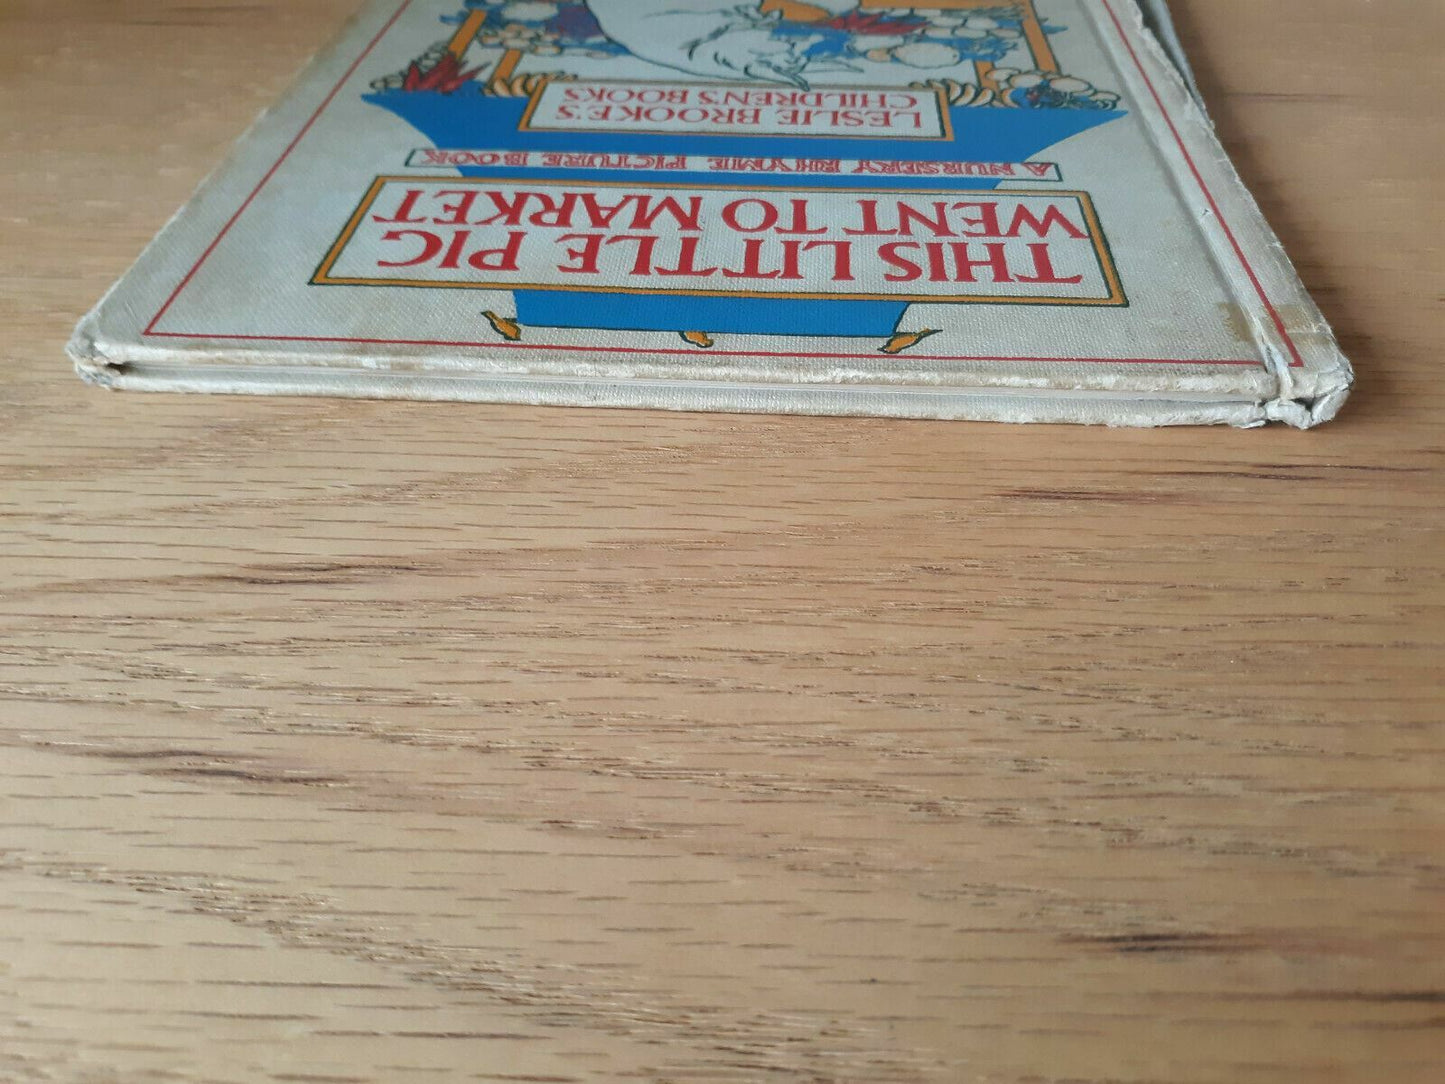 THIS LITTLE PIG
WENT TO MARKET
A NURSERY RHYME PICTURE BOOK
LESLIE BROOKE'S
CHILDREN'S BOOKS